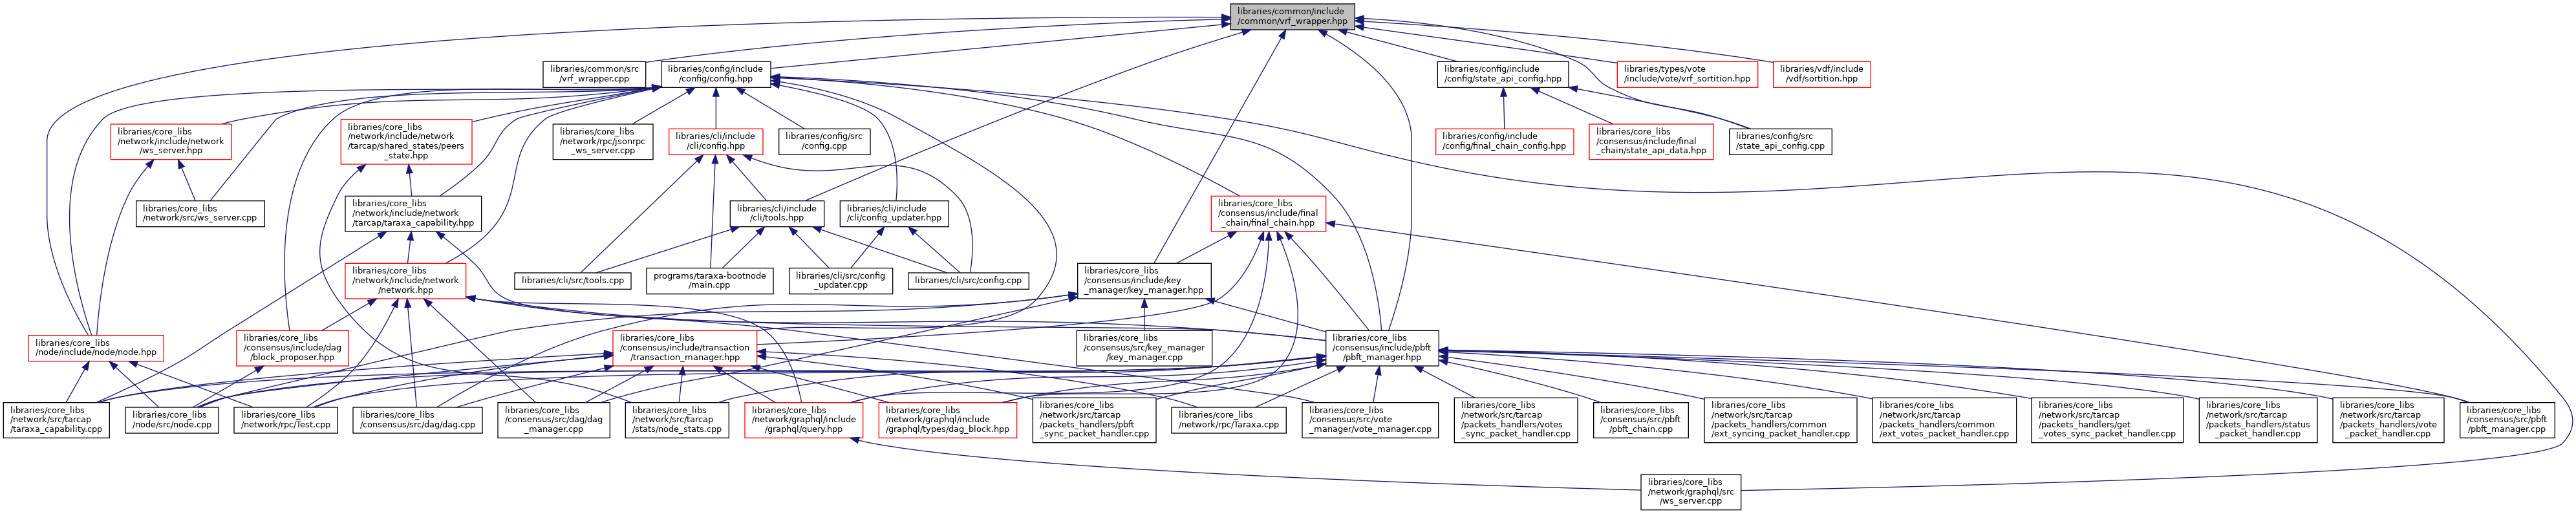 libraries/common/include
/common/vrf_wrapper.hpp
libraries/common/src
/vrf_wrapper.cpp
libraries/config/include
/config/config.hpp
libraries/config/include
/config/state_api_config.hpp
libraries/types/vote
/include/vote/vrf_sortition.hpp
libraries/vdf/include
/vdf/sortition.hpp
libraries/core_libs
/network/include/network
/ws_server.hpp
libraries/core_libs
/network/include/network
/tarcap/shared_states/peers
_state.hpp
libraries/core_libs
/network/rpc/jsonrpc
_ws_server.cpp
libraries/cli/include
/cli/config.hpp
libraries/config/src
/config.cpp
libraries/config/include
/config/final_chain_config.hpp
libraries/core_libs
/consensus/include/final
_chain/state_api_data.hpp
libraries/config/src
/state_api_config.cpp
libraries/core_libs
/network/src/ws_server.cpp
libraries/core_libs
/network/include/network
/tarcap/taraxa_capability.hpp
libraries/cli/include
/cli/tools.hpp
libraries/cli/include
/cli/config_updater.hpp
libraries/core_libs
/consensus/include/final
_chain/final_chain.hpp
libraries/core_libs
/network/include/network
/network.hpp
libraries/cli/src/tools.cpp
programs/taraxa-bootnode
/main.cpp
libraries/cli/src/config
_updater.cpp
libraries/cli/src/config.cpp
libraries/core_libs
/consensus/include/key
_manager/key_manager.hpp
libraries/core_libs
/node/include/node/node.hpp
libraries/core_libs
/consensus/include/dag
/block_proposer.hpp
libraries/core_libs
/consensus/include/transaction
/transaction_manager.hpp
libraries/core_libs
/consensus/src/key_manager
/key_manager.cpp
libraries/core_libs
/consensus/include/pbft
/pbft_manager.hpp
libraries/core_libs
/network/src/tarcap
/taraxa_capability.cpp
libraries/core_libs
/node/src/node.cpp
libraries/core_libs
/network/rpc/Test.cpp
libraries/core_libs
/consensus/src/dag/dag.cpp
libraries/core_libs
/consensus/src/dag/dag
_manager.cpp
libraries/core_libs
/network/src/tarcap
/stats/node_stats.cpp
libraries/core_libs
/network/graphql/include
/graphql/query.hpp
libraries/core_libs
/network/graphql/include
/graphql/types/dag_block.hpp
libraries/core_libs
/network/src/tarcap
/packets_handlers/pbft
_sync_packet_handler.cpp
libraries/core_libs
/network/rpc/Taraxa.cpp
libraries/core_libs
/consensus/src/vote
_manager/vote_manager.cpp
libraries/core_libs
/network/src/tarcap
/packets_handlers/votes
_sync_packet_handler.cpp
libraries/core_libs
/consensus/src/pbft
/pbft_chain.cpp
libraries/core_libs
/network/src/tarcap
/packets_handlers/common
/ext_syncing_packet_handler.cpp
libraries/core_libs
/network/src/tarcap
/packets_handlers/common
/ext_votes_packet_handler.cpp
libraries/core_libs
/network/src/tarcap
/packets_handlers/get
_votes_sync_packet_handler.cpp
libraries/core_libs
/network/src/tarcap
/packets_handlers/status
_packet_handler.cpp
libraries/core_libs
/network/src/tarcap
/packets_handlers/vote
_packet_handler.cpp
libraries/core_libs
/consensus/src/pbft
/pbft_manager.cpp
libraries/core_libs
/network/graphql/src
/ws_server.cpp